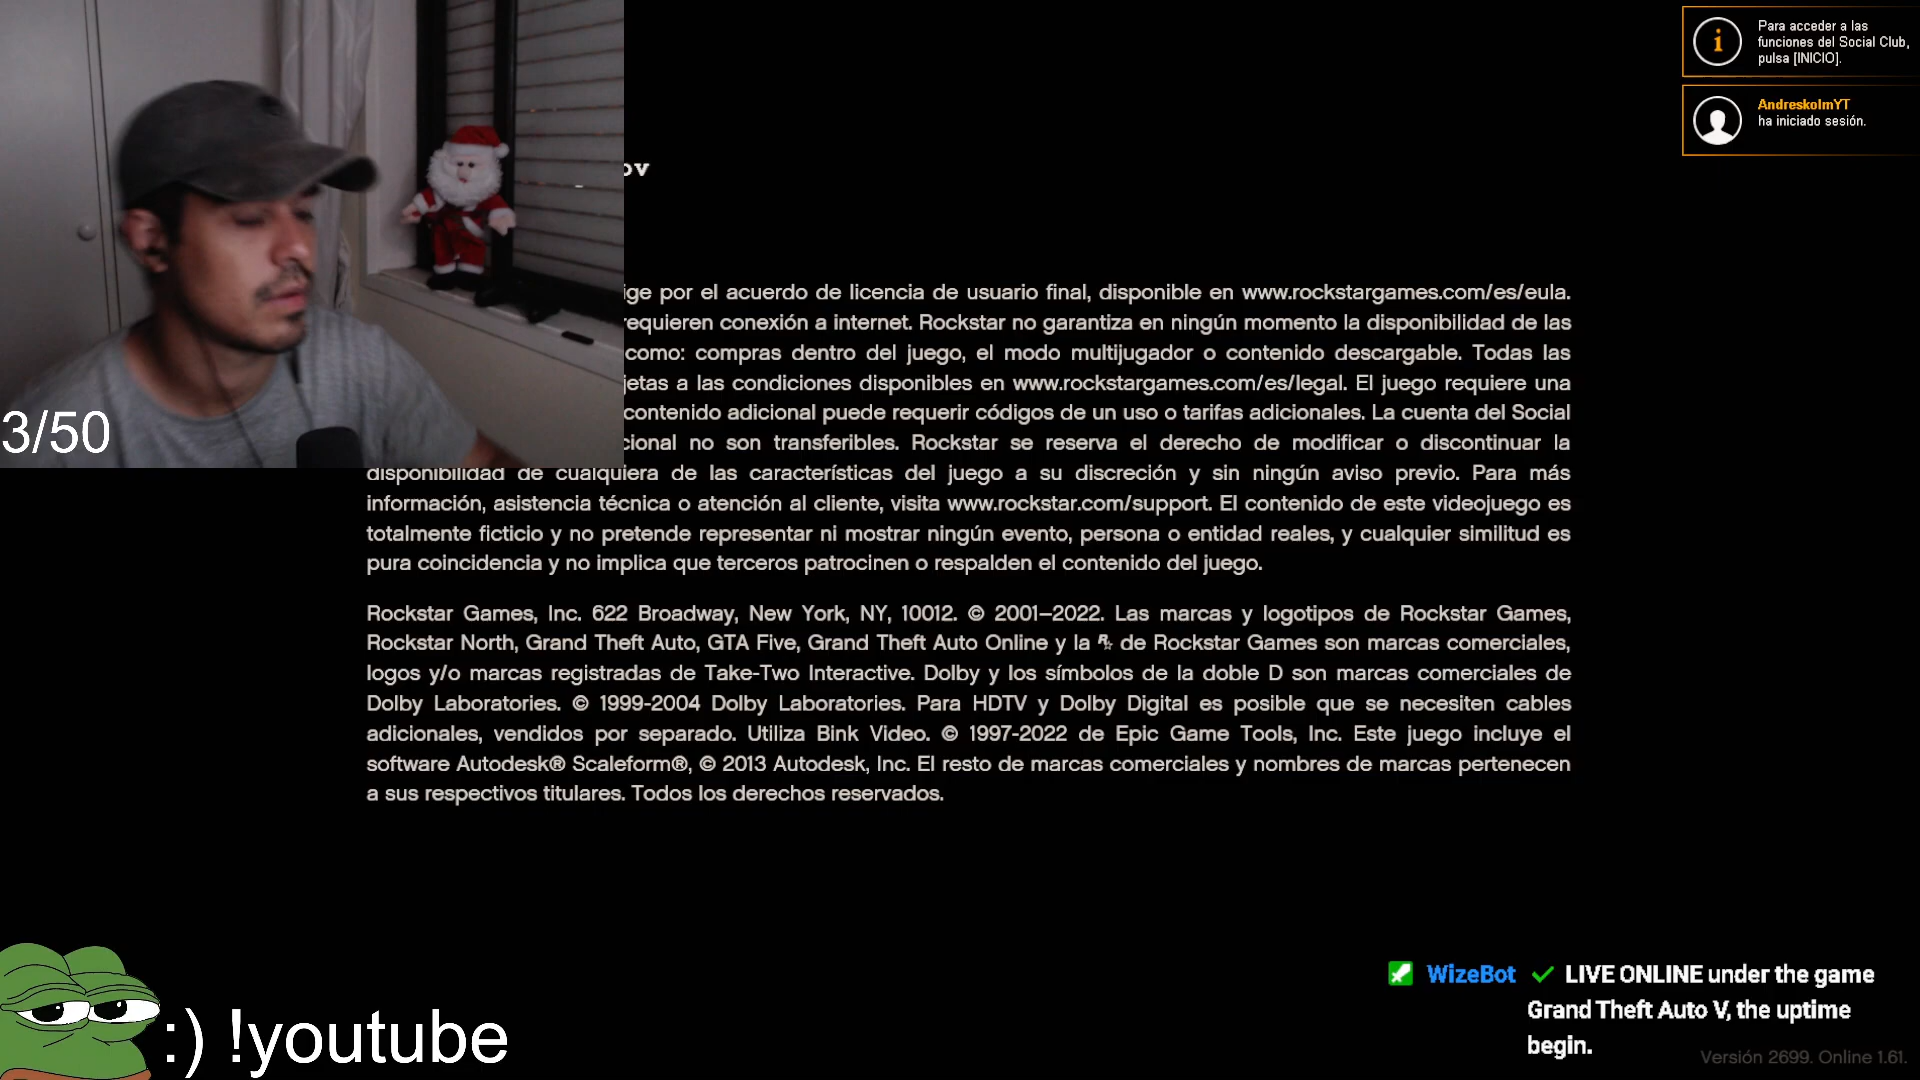 Para acceder a las
funciones del Social Club,
pulsa [INICIO].
AndreskolmYT
ha iniciado sesión.
ov
ige por el acuerdo de licencia de usuario final, disponible en www.rockstargames.com/es/eula.
requieren conexión a internet. Rockstar no garantiza en ningún momento la disponibilidad de las
como: compras dentro del juego, el modo multijugador o contenido descargable. Todas las
jetas a las condiciones disponibles en www.rockstargames.com/es/legal. El juego requiere una
contenido adicional puede requerir códigos de un uso o tarifas adicionales. La cuenta del Social
cional no son transferibles. Rockstar se reserva el derecho de modificar o discontinuar la
disponibilidad de cualquiera de las características del juego a su discreción y sin ningún aviso previo. Para más
información, asistencia técnica o atención al cliente, visita www.rockstar.com/support. El contenido de este videojuego es
totalmente ficticio y no pretende representar ni mostrar ningún evento, persona o entidad reales, y cualquier similitud es
pura coincidencia y no implica que terceros patrocinen o respalden el contenido del juego.
Rockstar Games, Inc. 622 Broadway, New York, NY, 10012. © 2001–2022. Las marcas y logotipos de Rockstar Games,
Rockstar North, Grand Theft Auto, GTA Five, Grand Theft Auto Online y la R* de Rockstar Games son marcas comerciales,
logos y/o marcas registradas de Take-Two Interactive. Dolby y los símbolos de la doble D son marcas comerciales de
Dolby Laboratories. © 1999-2004 Dolby Laboratories. Para HDTV y Dolby Digital es posible que se necesiten cables
adicionales, vendidos por separado. Utiliza Bink Video. © 1997-2022 de Epic Game Tools, Inc. Este juego incluye el
software Autodesk® Scaleform®, © 2013 Autodesk, Inc. El resto de marcas comerciales y nombres de marcas pertenecen
a sus respectivos titulares. Todos los derechos reservados.
3/50
:) !youtube
WizeBot ✓ LIVE ONLINE under the game
Grand Theft Auto V, the uptime
begin.
Versión 2699. Online 1.61.